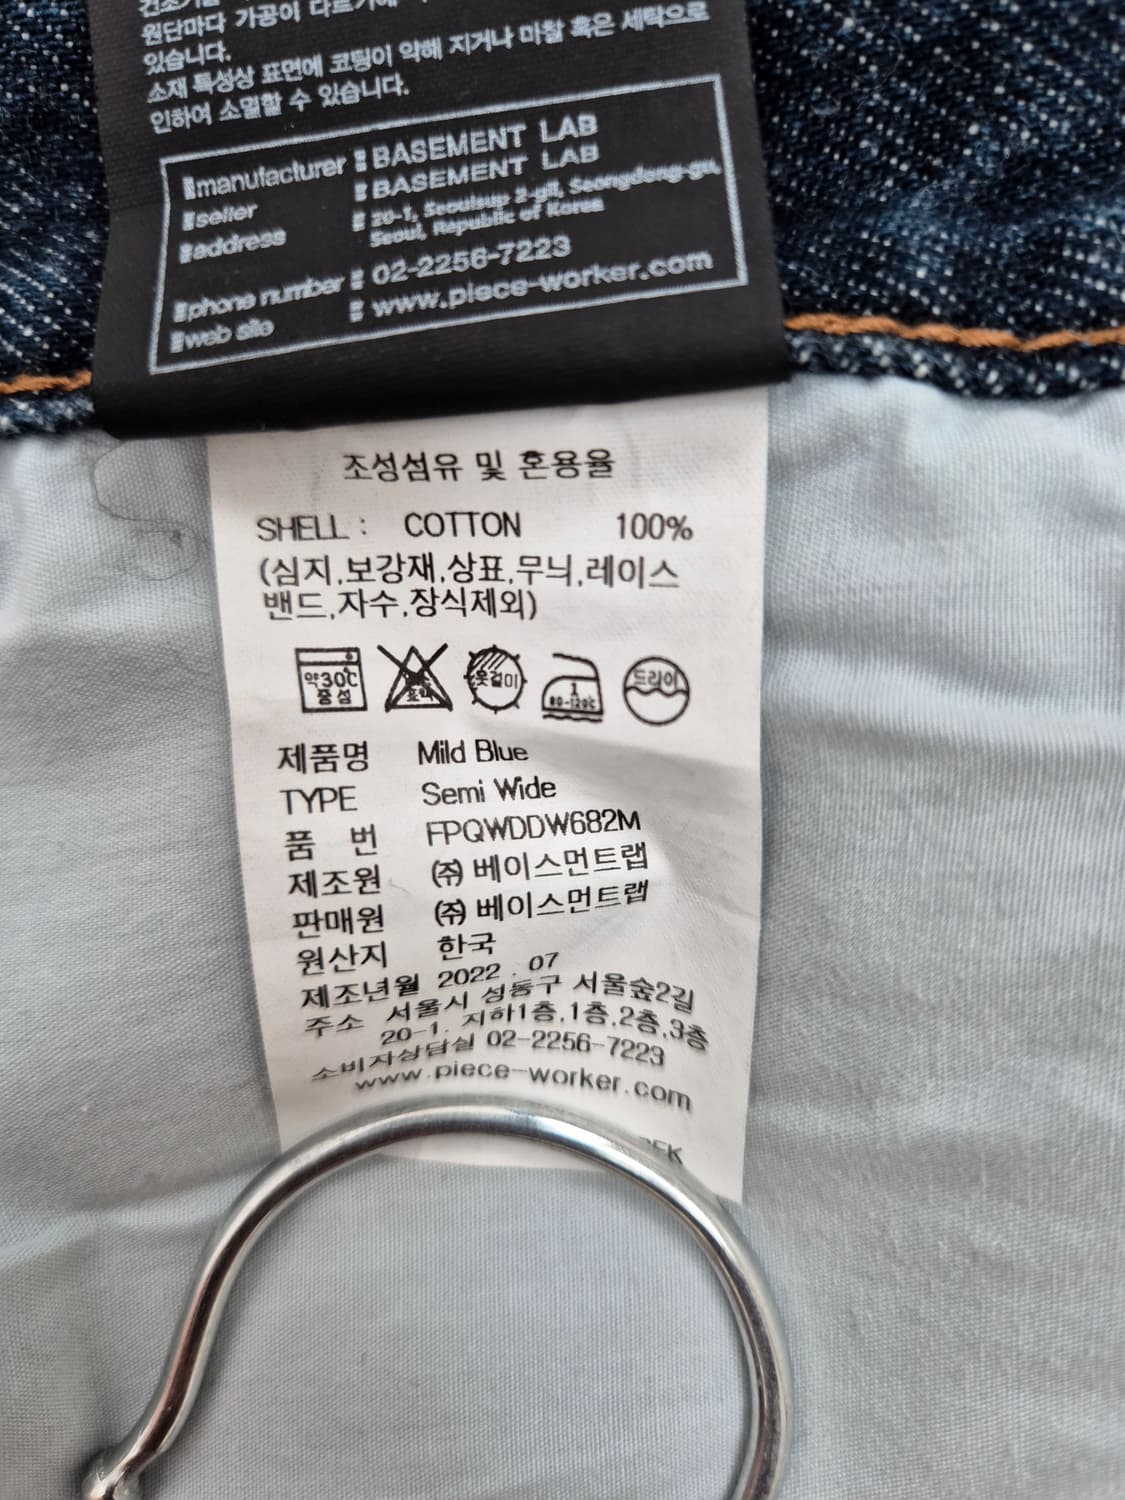 원단마다 가공이 다르기에
있습니다.
소재 특성상 표면에 코팅이 약해 지거나 마찰 혹은 세탁으로
인하여 소멸할 수 있습니다.
manufacturer : BASEMENT LAB
seller : BASEMENT LAB
address : 20-1, Seoulsup 2-gil, Seongdong-gu,
Seoul, Republic of Korea
phone number : 02-2256-7223
web site : www.piece-worker.com
조성섬유 및 혼용율
SHELL : COTTON 100%
(심지,보강재,상표,무늬,레이스
밴드,자수,장식제외)
약30℃
중성
옷걸이
80-120℃
드라이
제품명 Mild Blue
TYPE Semi Wide
품 번 FPQWDDW682M
제조원 ㈜ 베이스먼트랩
판매원 ㈜ 베이스먼트랩
원산지 한국
제조년월 2022 . 07
주소 서울시 성동구 서울숲2길
20-1. 지하1층,1층,2층,3층
소비자상담실 02-2256-7223
www.piece-worker.com